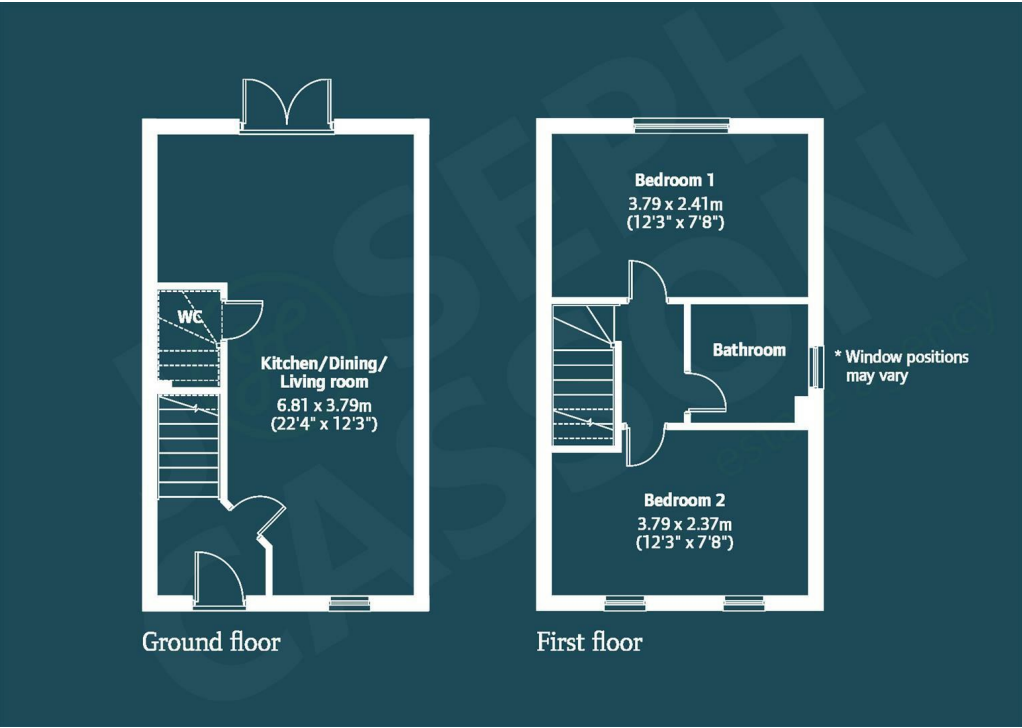 Bedroom 1
3.79 x 2.41m
(12'3" x 7'8")
WC
Kitchen/Dining/
Living room
6.81 x 3.79m
(22'4" x 12'3")
Bathroom
* Window positions
may vary
Bedroom 2
3.79 x 2.37m
(12'3" x 7'8")
Ground floor
First floor
SEPH
CASSON